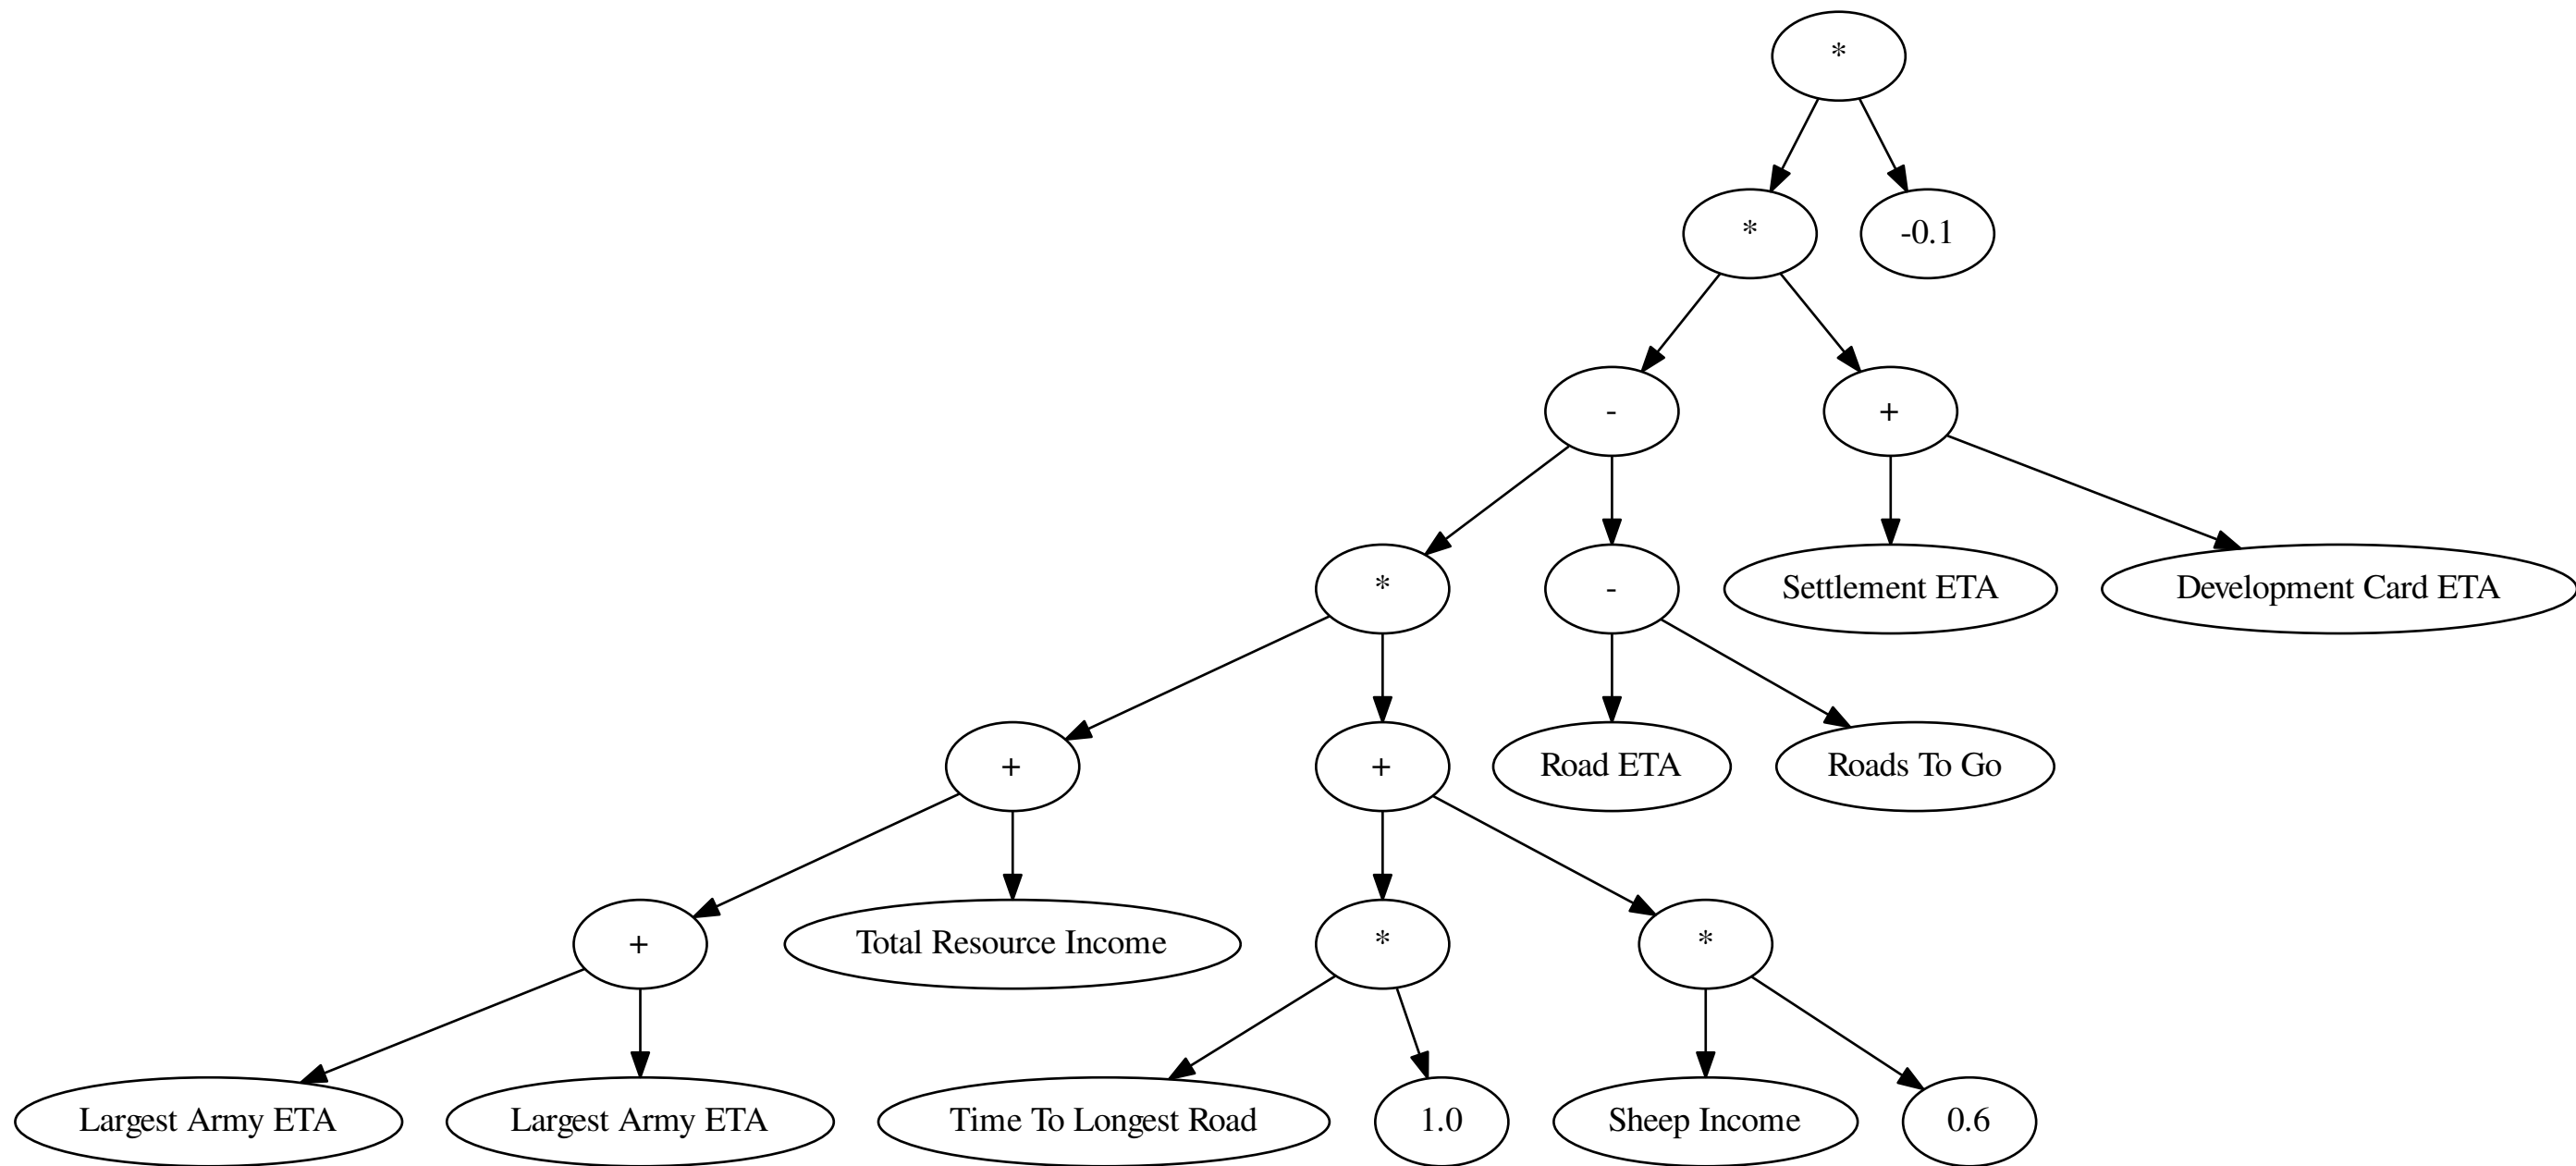 *
*
-0.1
-
+
*
-
Settlement ETA
Development Card ETA
+
+
Road ETA
Roads To Go
+
Total Resource Income
*
*
Largest Army ETA
Largest Army ETA
Time To Longest Road
1.0
Sheep Income
0.6